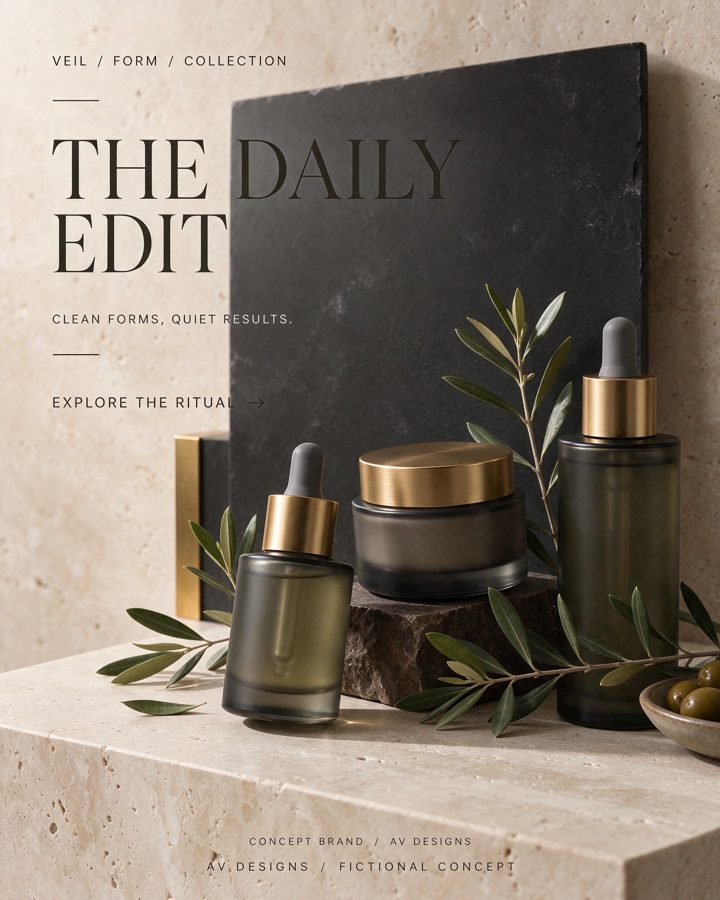 VEIL / FORM / COLLECTION
THE DAILY
EDIT
CLEAN FORMS, QUIET RESULTS.
EXPLORE THE RITUAL →
CONCEPT BRAND / AV DESIGNS
AV DESIGNS / FICTIONAL CONCEPT